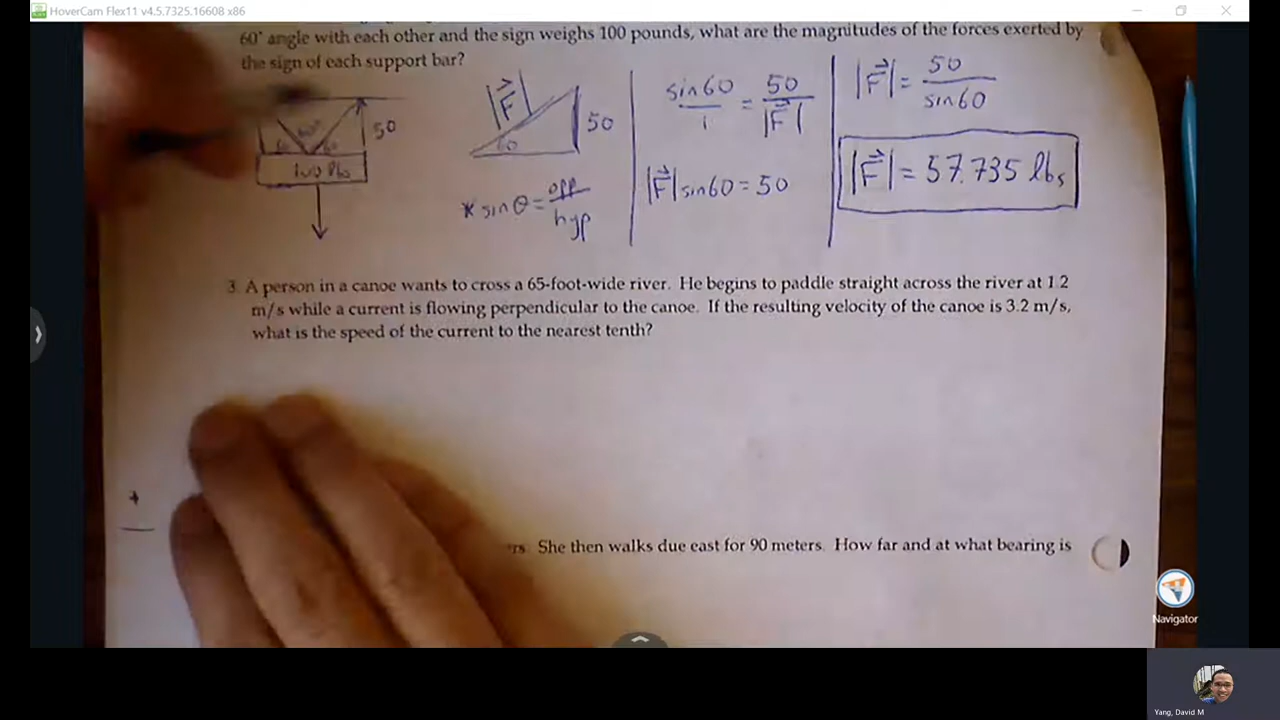 HoverCam Flex11 v4.5.7325.16608 x86
60° angle with each other and the sign weighs 100 pounds, what are the magnitudes of the forces exerted by
the sign of each support bar?
50
100 lbs
|F| 50
60
* sin θ = opp/hyp
sin60/1 = 50/|F|
|F| sin60 = 50
|F| = 50/sin60
|F| = 57.735 lbs
3. A person in a canoe wants to cross a 65-foot-wide river. He begins to paddle straight across the river at 1.2
m/s while a current is flowing perpendicular to the canoe. If the resulting velocity of the canoe is 3.2 m/s,
what is the speed of the current to the nearest tenth?
+
She then walks due east for 90 meters. How far and at what bearing is
Navigator
Yang, David M